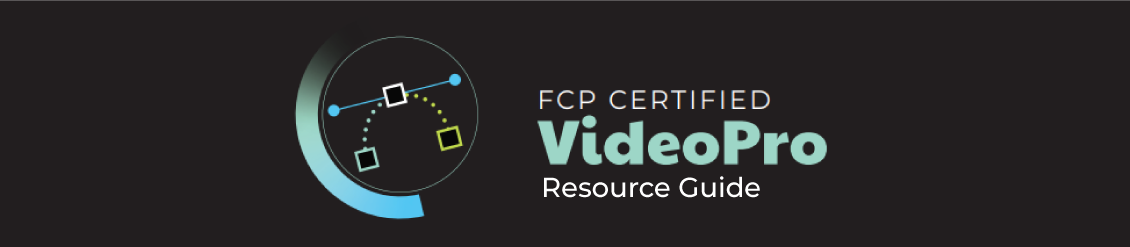 FCP CERTIFIED
VideoPro
Resource Guide